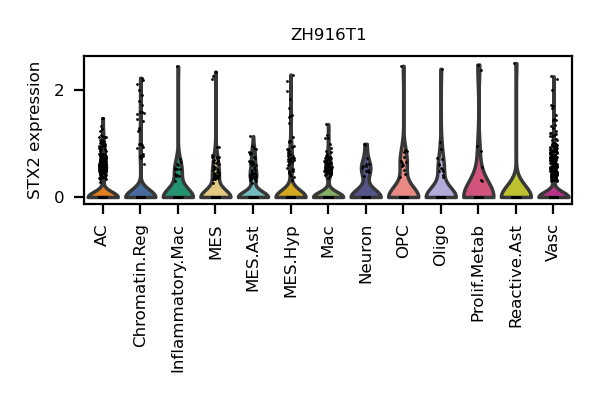 ZH916T1
STX2 expression
2
0
AC
Chromatin.Reg
Inflammatory.Mac
MES
MES.Ast
MES.Hyp
Mac
Neuron
OPC
Oligo
Prolif.Metab
Reactive.Ast
Vasc